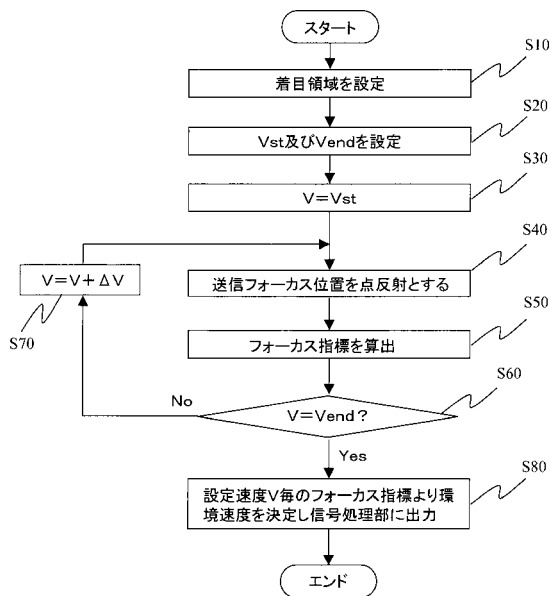 スタート
S10
着目領域を設定
S20
Vst及びVendを設定
S30
V=Vst
S40
V=V+ΔV
送信フォーカス位置を点反射とする
S70
S50
フォーカス指標を算出
S60
No
V=Vend?
Yes
S80
設定速度V毎のフォーカス指標より環
境速度を決定し信号処理部に出力
エンド